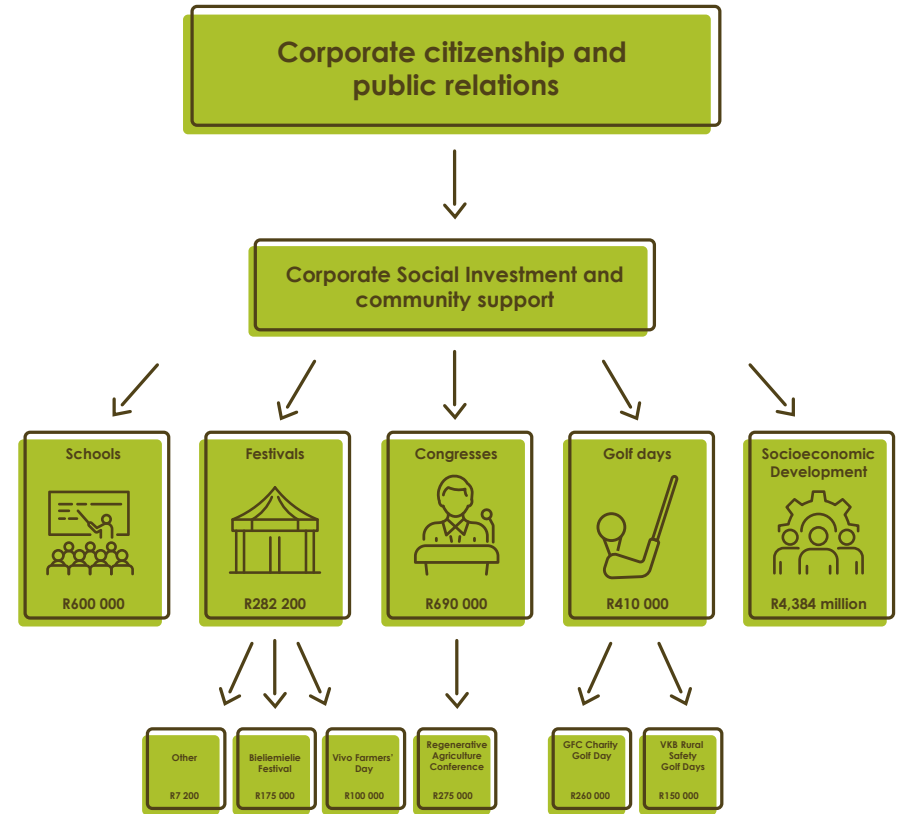 Corporate citizenship and
public relations
Corporate Social Investment and
community support
Schools
R600 000
Festivals
R282 200
Congresses
R690 000
Golf days
R410 000
Socioeconomic
Development
R4,384 million
Other
R7 200
Bieliemielie
Festival
R175 000
Vivo Farmers'
Day
R100 000
Regenerative
Agriculture
Conference
R275 000
GFC Charity
Golf Day
R260 000
VKB Rural
Safety
Golf Days
R150 000